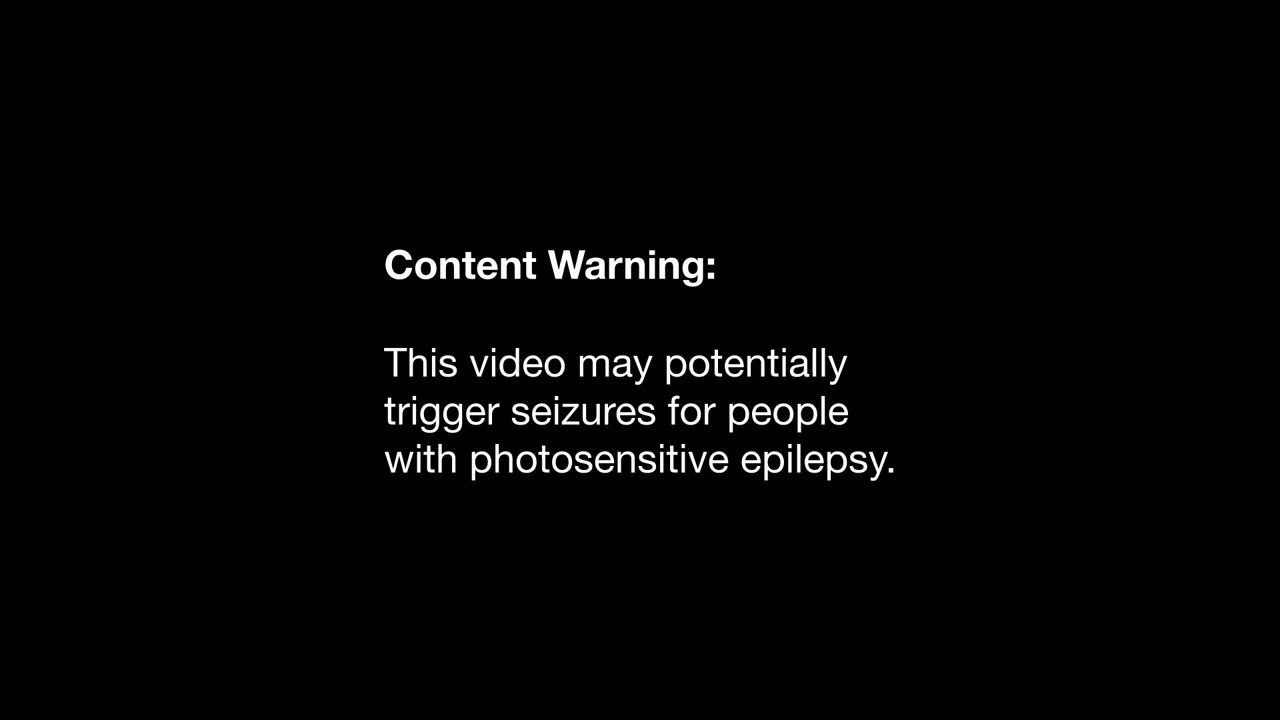 Content Warning:
This video may potentially
trigger seizures for people
with photosensitive epilepsy.